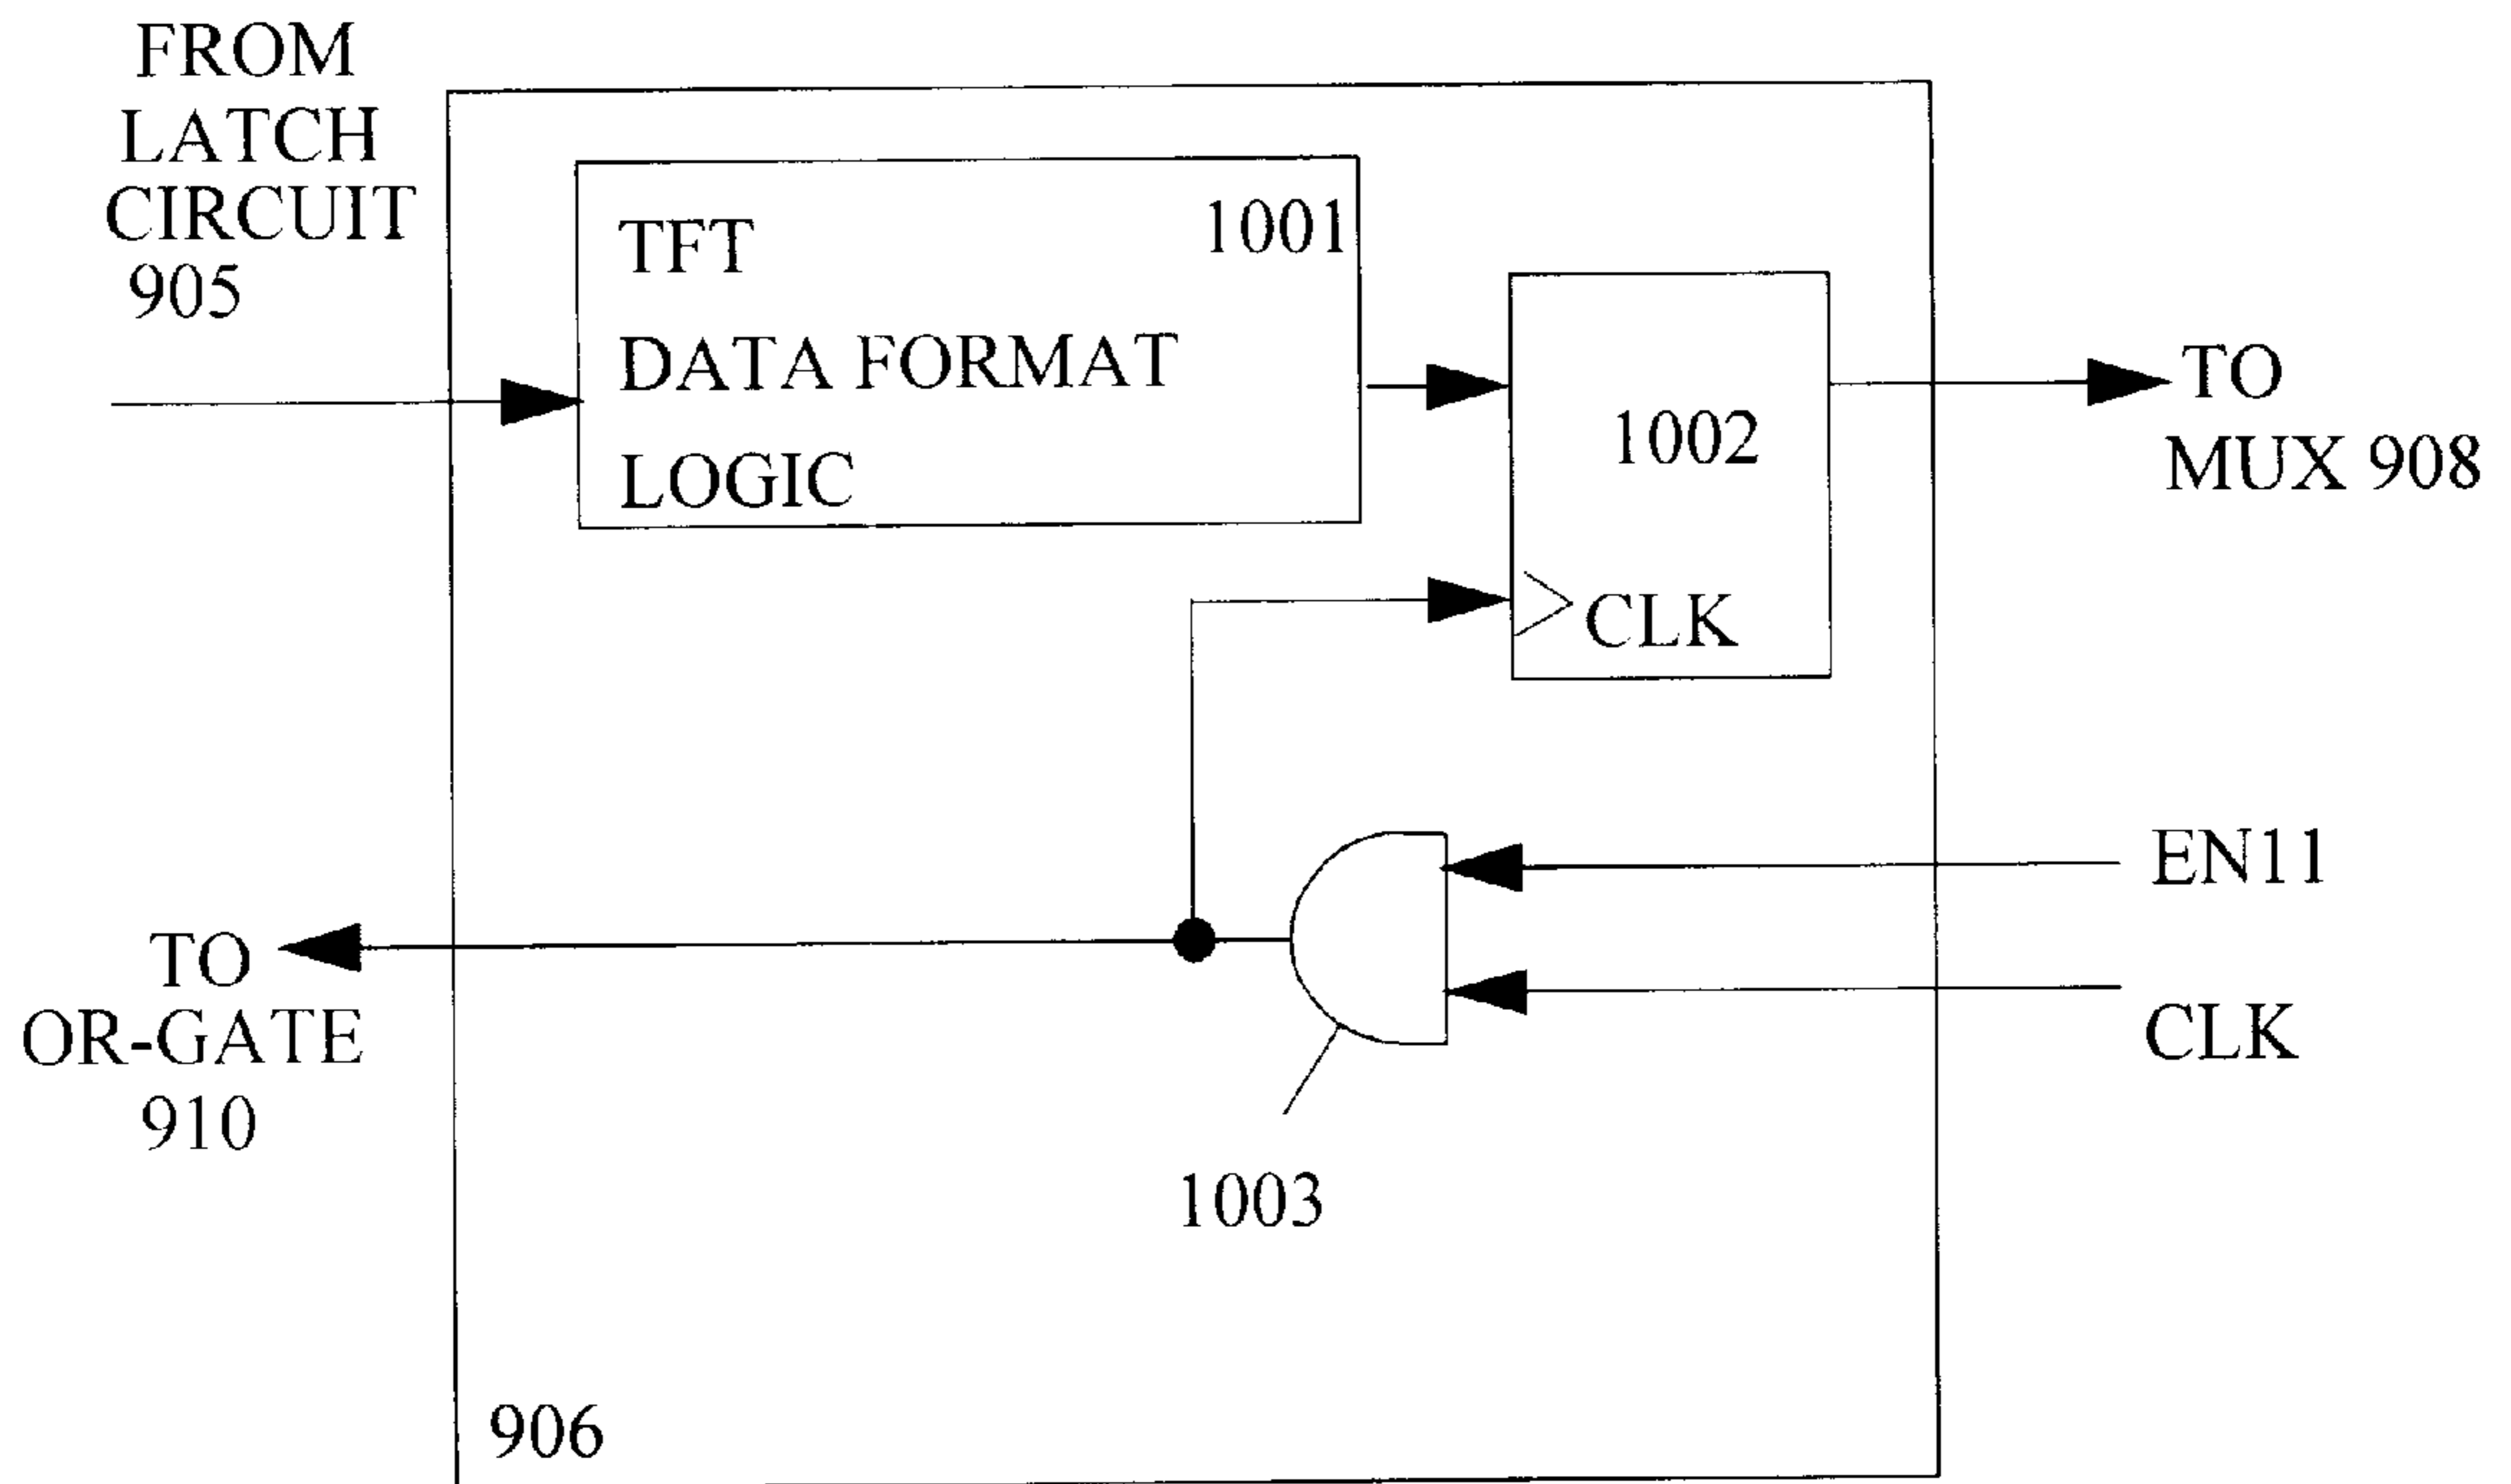 FROM
LATCH
CIRCUIT
905
TFT
1001
DATA FORMAT
LOGIC
1002
CLK
TO
MUX 908
EN11
CLK
TO
OR-GATE
910
1003
906